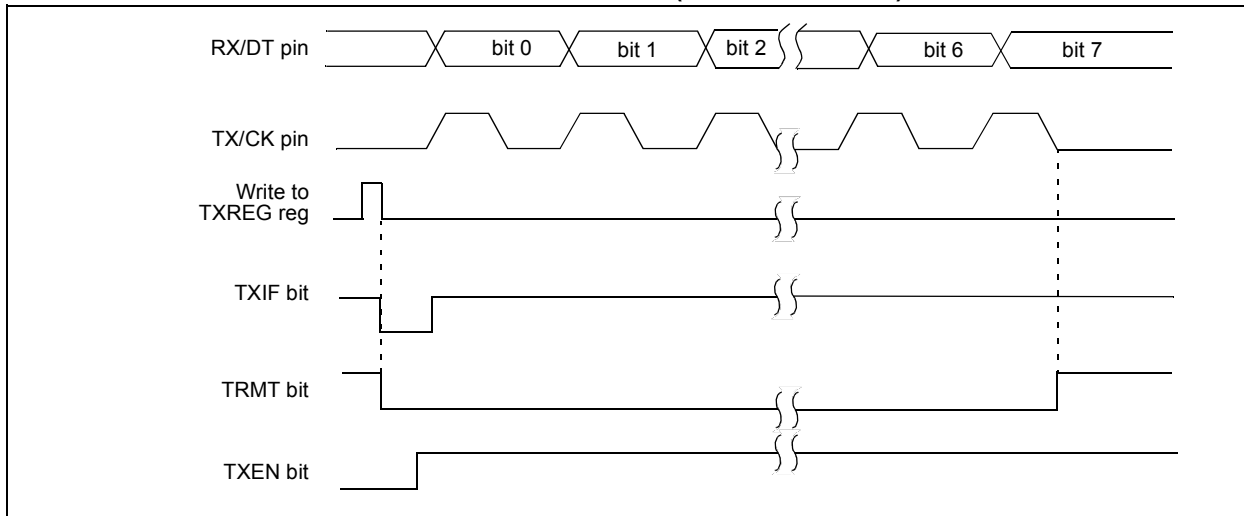 RX/DT pin
bit 0
bit 1
bit 2
bit 6
bit 7
TX/CK pin
Write to
TXREG reg
TXIF bit
TRMT bit
TXEN bit